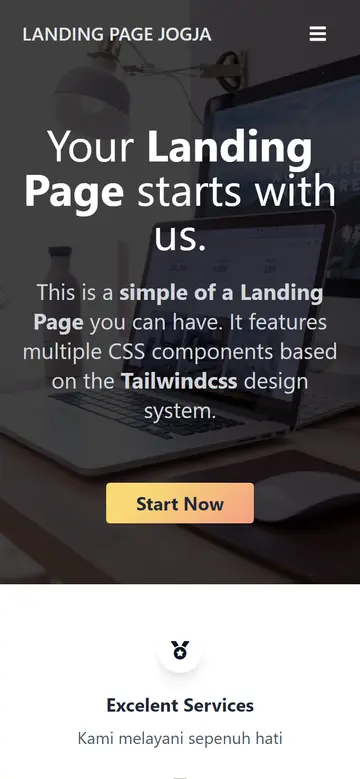 LANDING PAGE JOGJA
Your Landing
Page starts with
us.
This is a simple of a Landing
Page you can have. It features
multiple CSS components based
on the Tailwindcss design
system.
Start Now
Excelent Services
Kami melayani sepenuh hati